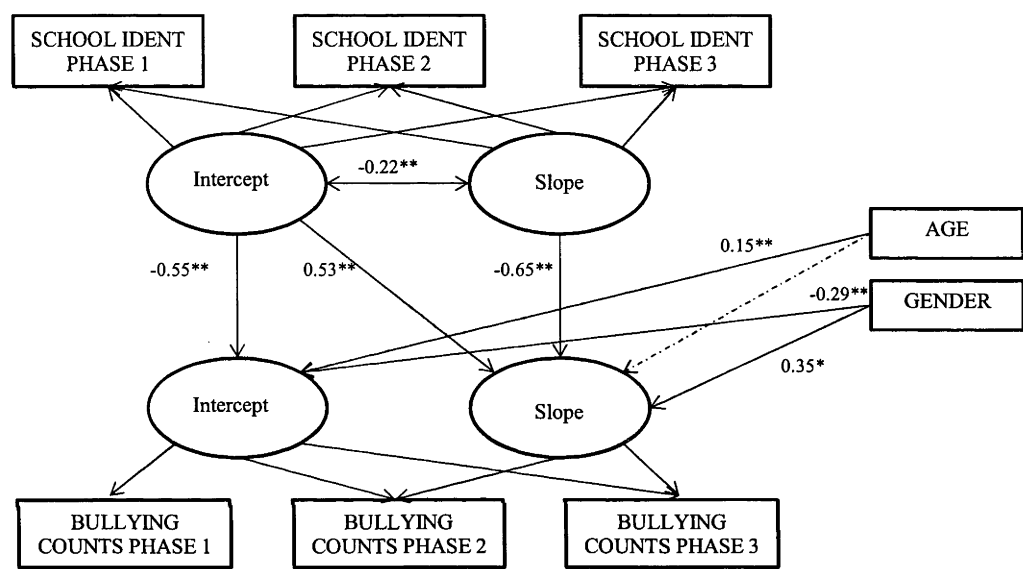 SCHOOL IDENT
PHASE 1
SCHOOL IDENT
PHASE 2
SCHOOL IDENT
PHASE 3
Intercept
-0.22**
Slope
AGE
0.15**
-0.55**
0.53**
-0.65**
-0.29**
GENDER
0.35*
Intercept
Slope
BULLYING
COUNTS PHASE 1
BULLYING
COUNTS PHASE 2
BULLYING
COUNTS PHASE 3